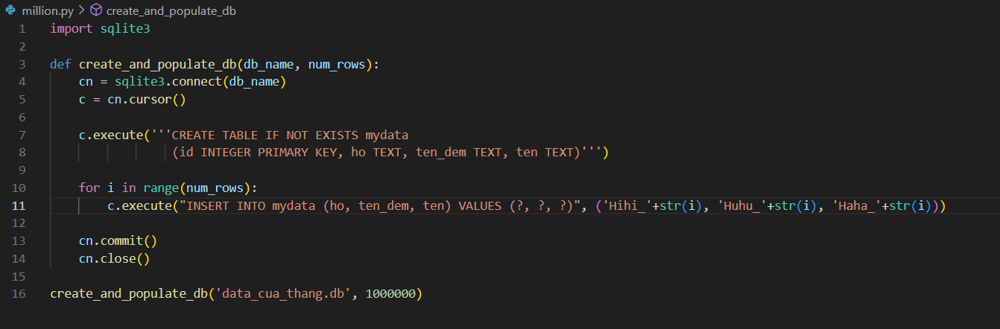 million.py > create_and_populate_db
1 import sqlite3
2
3 def create_and_populate_db(db_name, num_rows):
4     cn = sqlite3.connect(db_name)
5     c = cn.cursor()
6
7     c.execute('''CREATE TABLE IF NOT EXISTS mydata
8                  (id INTEGER PRIMARY KEY, ho TEXT, ten_dem TEXT, ten TEXT)''')
9
10     for i in range(num_rows):
11         c.execute("INSERT INTO mydata (ho, ten_dem, ten) VALUES (?, ?, ?)", ('Hihi_'+str(i), 'Huhu_'+str(i), 'Haha_'+str(i)))
12
13     cn.commit()
14     cn.close()
15
16 create_and_populate_db('data_cua_thang.db', 1000000)